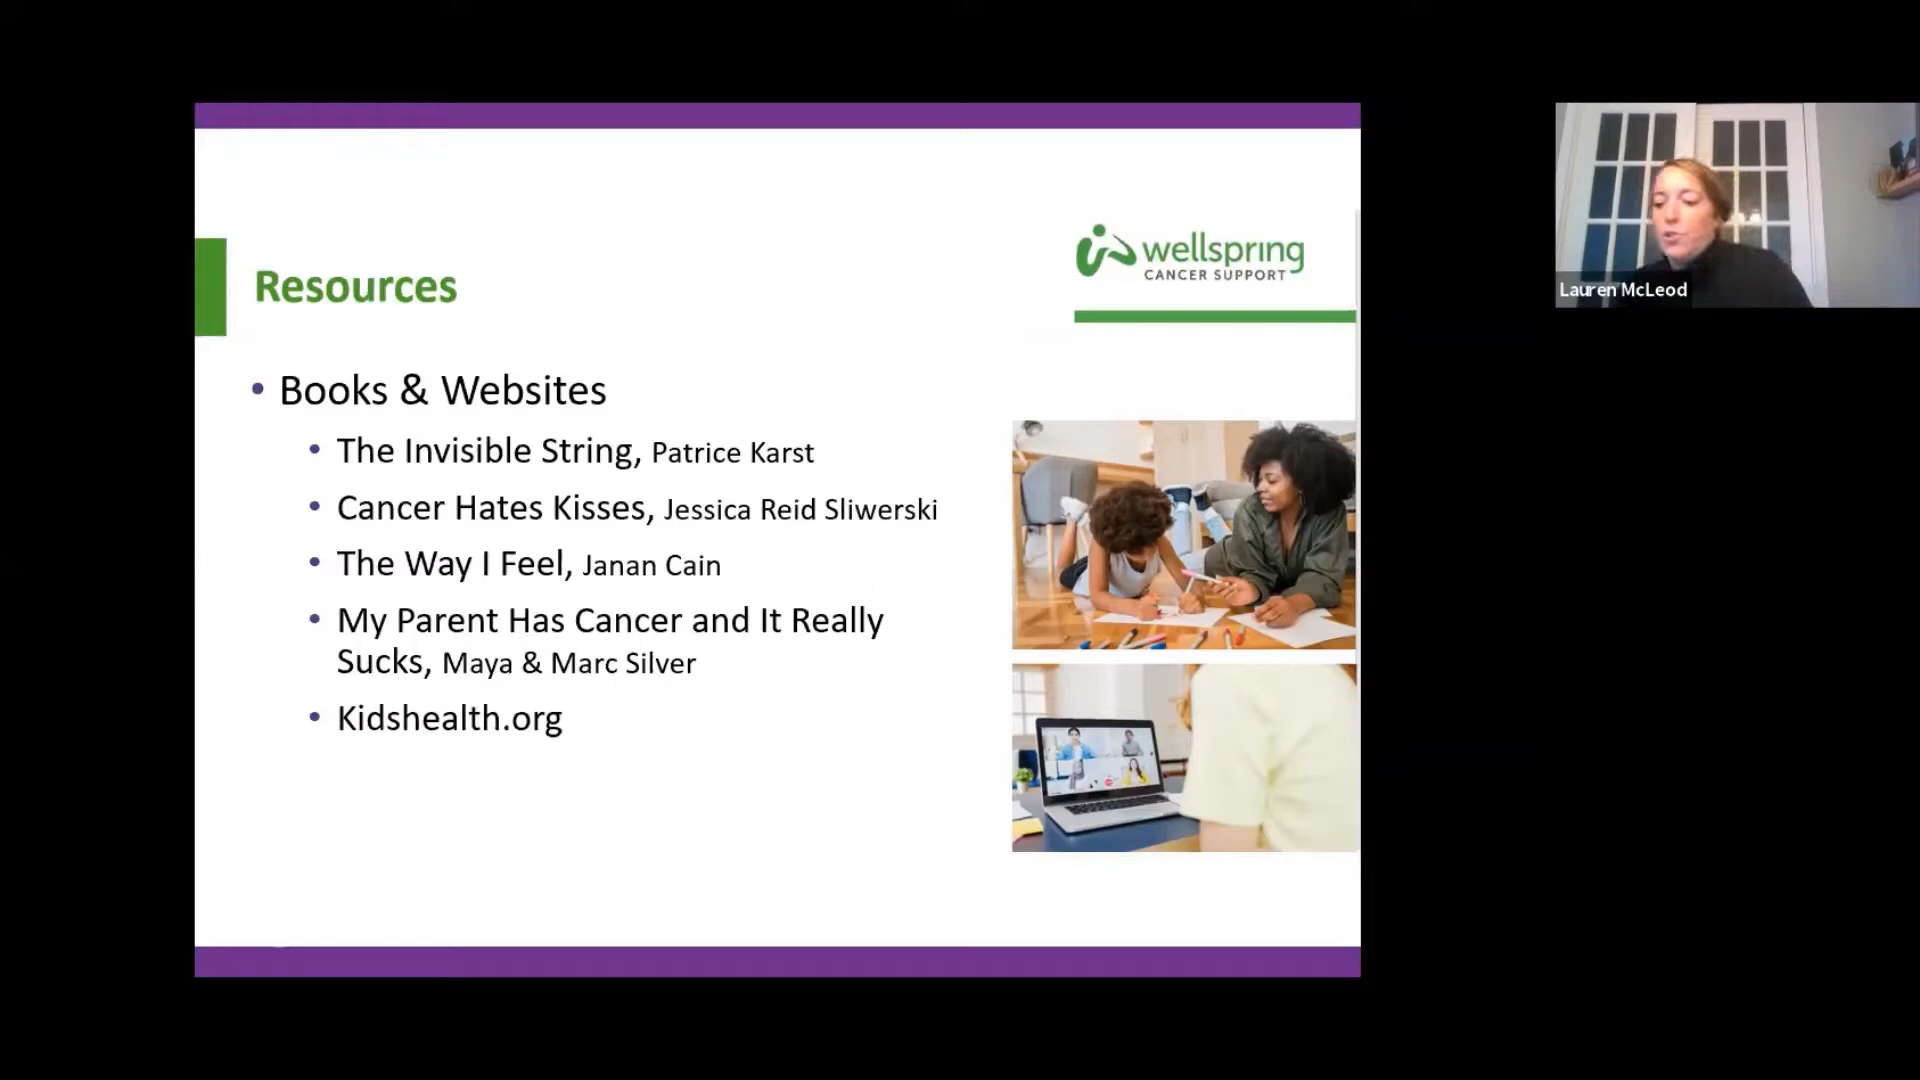 wellspring
CANCER SUPPORT
Resources
• Books & Websites
• The Invisible String, Patrice Karst
• Cancer Hates Kisses, Jessica Reid Sliwerski
• The Way I Feel, Janan Cain
• My Parent Has Cancer and It Really
Sucks, Maya & Marc Silver
• Kidshealth.org
Lauren McLeod